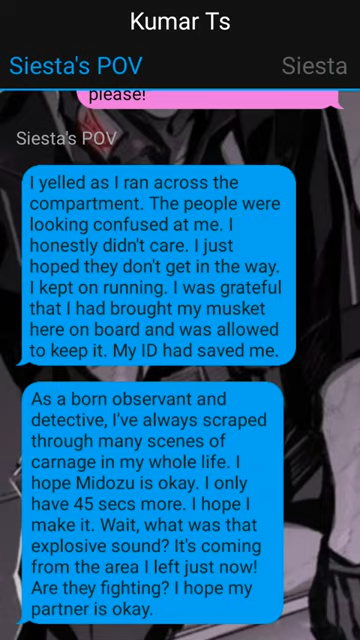 Kumar Ts
Siesta's POV
Siesta
please!
Siesta's POV
I yelled as I ran across the
compartment. The people were
looking confused at me. I
honestly didn't care. I just
hoped they don't get in the way.
I kept on running. I was grateful
that I had brought my musket
here on board and was allowed
to keep it. My ID had saved me.
As a born observant and
detective, I've always scraped
through many scenes of
carnage in my whole life. I
hope Midozu is okay. I only
have 45 secs more. I hope I
make it. Wait, what was that
explosive sound? It's coming
from the area I left just now!
Are they fighting? I hope my
partner is okay.